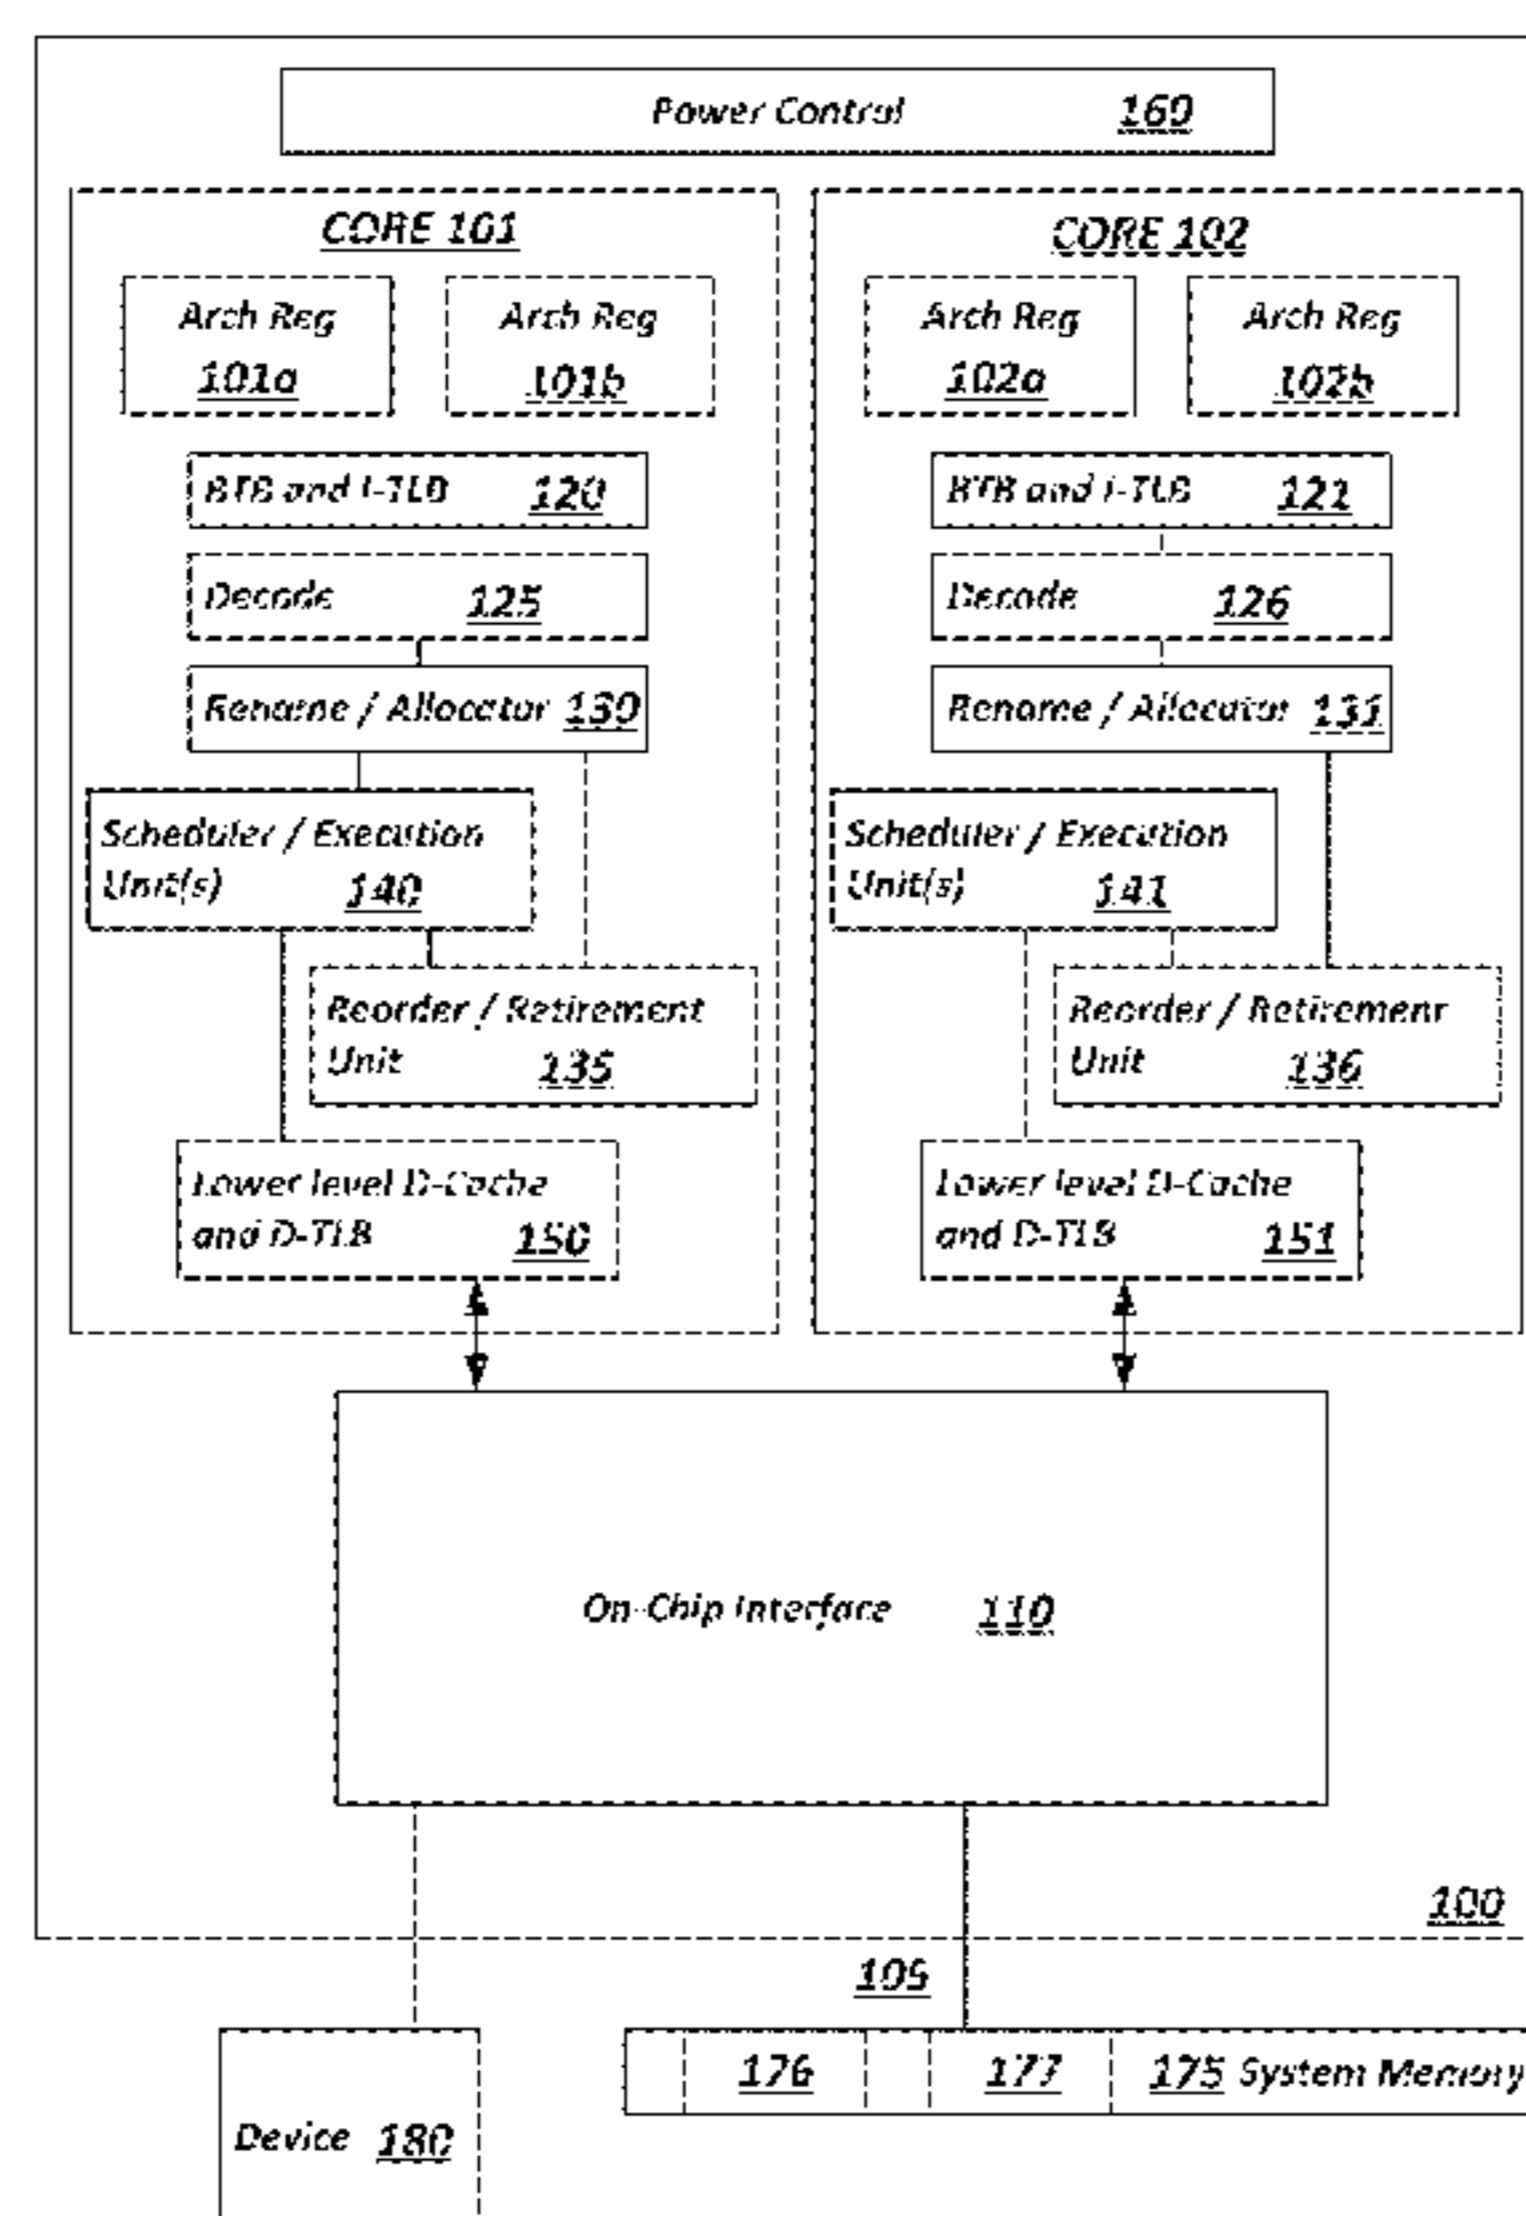 Power Control 160
CORE 101
Arch Reg
101a
Arch Reg
101b
BTB and I-TLB 120
Decode 125
Rename / Allocator 130
Scheduler / Execution
Unit(s) 140
Reorder / Retirement
Unit 135
Lower level D-Cache
and D-TLB 150
CORE 102
Arch Reg
102a
Arch Reg
102b
BTB and I-TLB 121
Decode 126
Rename / Allocator 131
Scheduler / Execution
Unit(s) 141
Reorder / Retirement
Unit 136
Lower level D-Cache
and D-TLB 151
On-Chip Interface 110
100
105
176 177 175 System Memory
Device 180